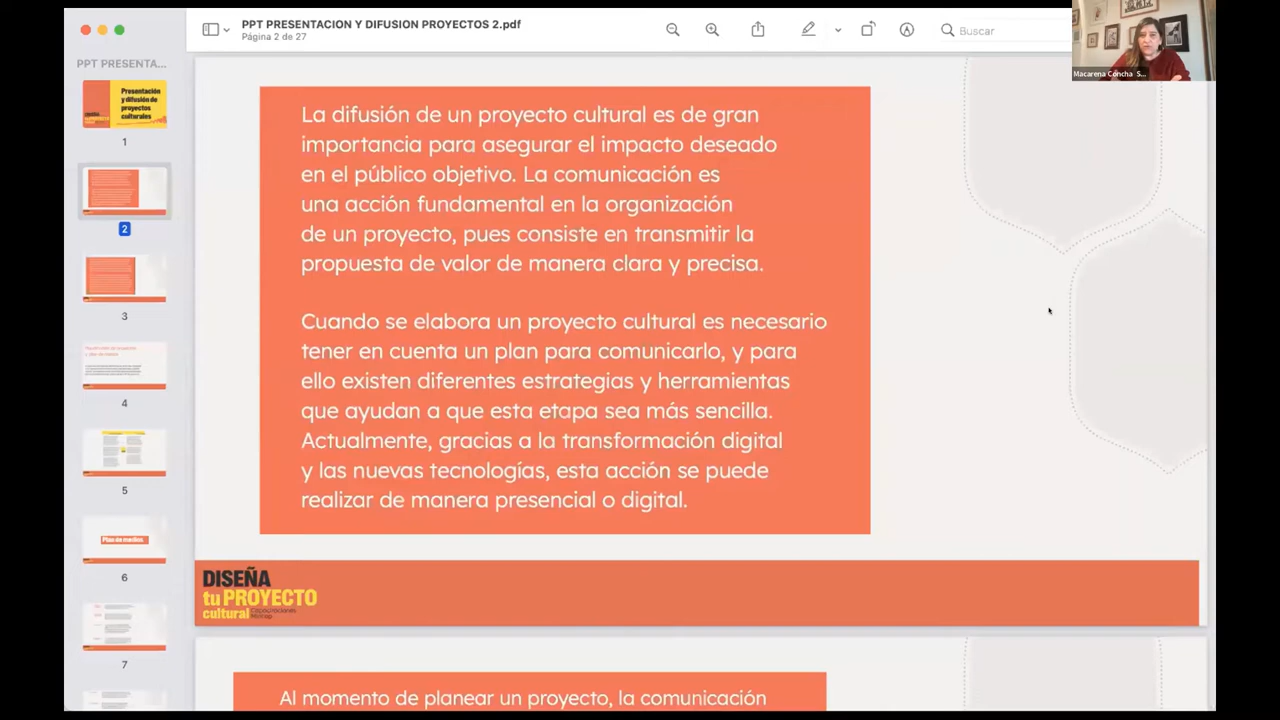 PPT PRESENTACION Y DIFUSION PROYECTOS 2.pdf
Página 2 de 27
Buscar
Macarena Concha S...
PPT PRESENTA...
Presentación
y difusión de
proyectos
culturales
1
2
3
4
5
Plan de medios
6
7
La difusión de un proyecto cultural es de gran
importancia para asegurar el impacto deseado
en el público objetivo. La comunicación es
una acción fundamental en la organización
de un proyecto, pues consiste en transmitir la
propuesta de valor de manera clara y precisa.
Cuando se elabora un proyecto cultural es necesario
tener en cuenta un plan para comunicarlo, y para
ello existen diferentes estrategias y herramientas
que ayudan a que esta etapa sea más sencilla.
Actualmente, gracias a la transformación digital
y las nuevas tecnologías, esta acción se puede
realizar de manera presencial o digital.
DISEÑA
tu PROYECTO
cultural
Al momento de planear un proyecto, la comunicación